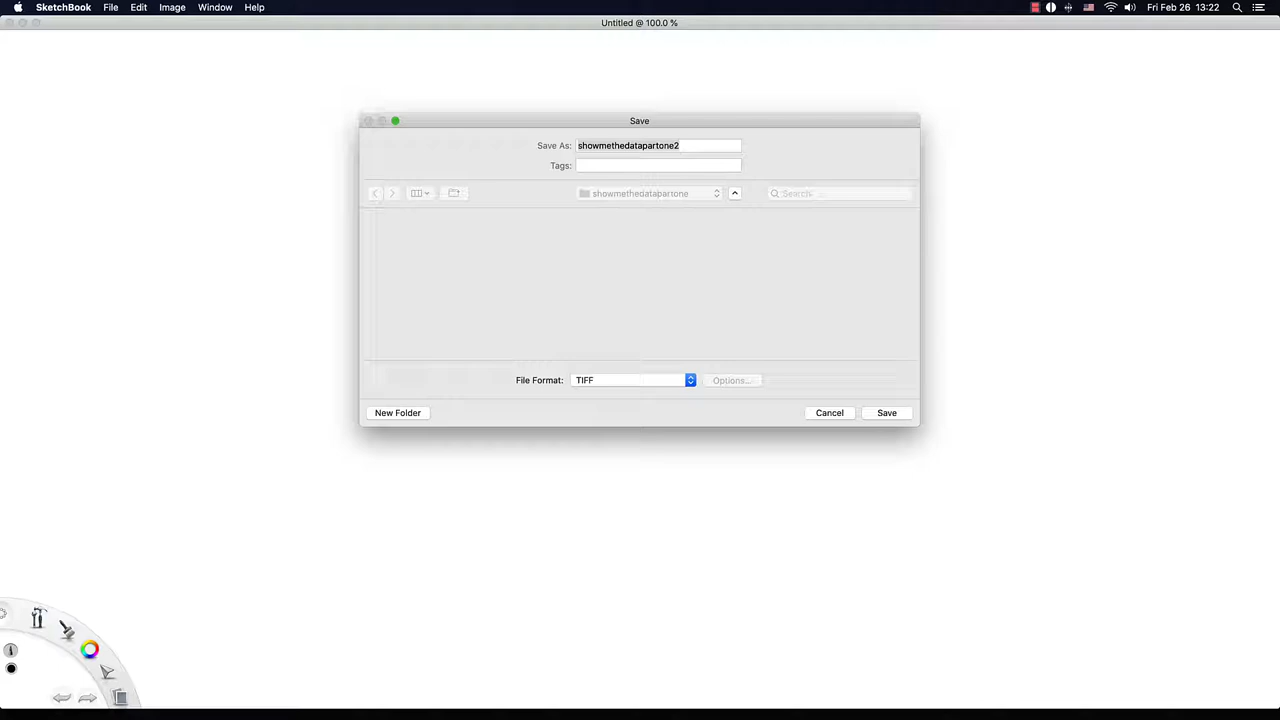 SketchBook File Edit Image Window Help Fri Feb 26 13:22
Untitled @ 100.0 %
Save
Save As: showmethedatapartone2
Tags:
showmethedatapartone Search
File Format: TIFF Options...
New Folder Cancel Save